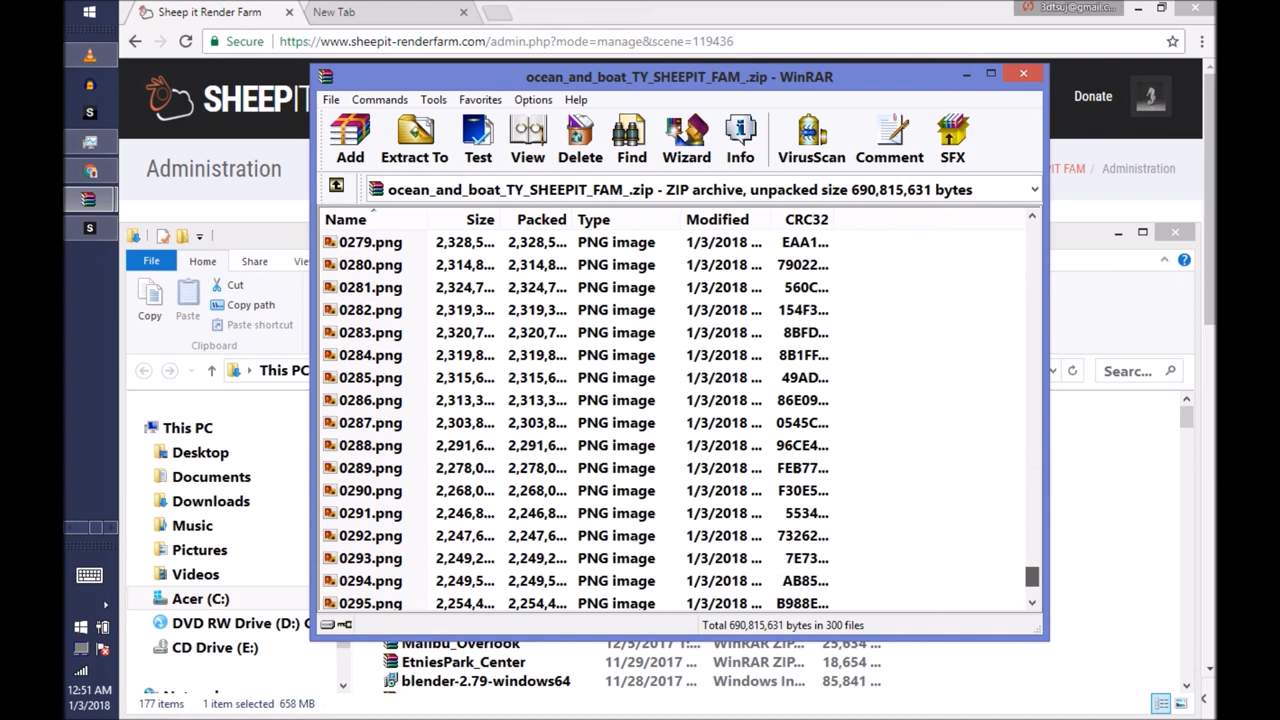 Sheep it Render Farm
New Tab
3dtsuj@gmail.c...
Secure https://www.sheepit-renderfarm.com/admin.php?mode=manage&scene=119436
SHEEPIT
Donate
Administration
IT FAM / Administration
ocean_and_boat_TY_SHEEPIT_FAM_.zip - WinRAR
File Commands Tools Favorites Options Help
Add Extract To Test View Delete Find Wizard Info VirusScan Comment SFX
ocean_and_boat_TY_SHEEPIT_FAM_.zip - ZIP archive, unpacked size 690,815,631 bytes
Name Size Packed Type Modified CRC32
0279.png 2,328,5... 2,328,5... PNG image 1/3/2018 ... EAA1...
0280.png 2,314,8... 2,314,8... PNG image 1/3/2018 ... 79022...
0281.png 2,324,7... 2,324,7... PNG image 1/3/2018 ... 560C...
0282.png 2,319,3... 2,319,3... PNG image 1/3/2018 ... 154F3...
0283.png 2,320,7... 2,320,7... PNG image 1/3/2018 ... 8BFD...
0284.png 2,319,8... 2,319,8... PNG image 1/3/2018 ... 8B1FF...
0285.png 2,315,6... 2,315,6... PNG image 1/3/2018 ... 49AD...
0286.png 2,313,3... 2,313,3... PNG image 1/3/2018 ... 86E09...
0287.png 2,303,8... 2,303,8... PNG image 1/3/2018 ... 0545C...
0288.png 2,291,6... 2,291,6... PNG image 1/3/2018 ... 96CE4...
0289.png 2,278,0... 2,278,0... PNG image 1/3/2018 ... FEB77...
0290.png 2,268,0... 2,268,0... PNG image 1/3/2018 ... F30E5...
0291.png 2,246,8... 2,246,8... PNG image 1/3/2018 ... 5534...
0292.png 2,247,6... 2,247,6... PNG image 1/3/2018 ... 73262...
0293.png 2,249,2... 2,249,2... PNG image 1/3/2018 ... 7E73...
0294.png 2,249,5... 2,249,5... PNG image 1/3/2018 ... AB85...
0295.png 2,254,4... 2,254,4... PNG image 1/3/2018 ... B988E...
Total 690,815,631 bytes in 300 files
File Home Share Vi
Copy
Paste
Cut
Copy path
Paste shortcut
Clipboard
This PC
Searc...
This PC
Desktop
Documents
Downloads
Music
Pictures
Videos
Acer (C:)
DVD RW Drive (D:) 
CD Drive (E:)
Malibu_Overlook 12/5/2017 1:... WinRAR ZIP... 25,654 ...
EtniesPark_Center 11/29/2017 ... WinRAR ZIP... 18,654 ...
blender-2.79-windows64 11/28/2017 ... Windows In... 85,841 ...
177 items 1 item selected 658 MB
12:51 AM
1/3/2018